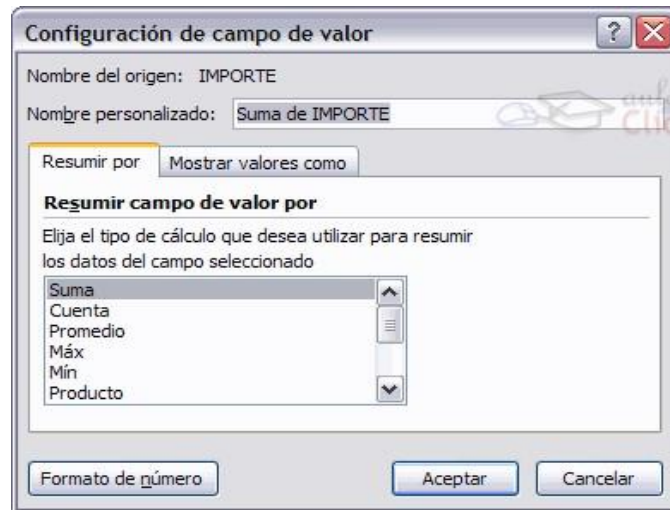 Configuración de campo de valor
Nombre del origen: IMPORTE
Nombre personalizado: Suma de IMPORTE
Resumir por Mostrar valores como
Resumir campo de valor por
Elija el tipo de cálculo que desea utilizar para resumir
los datos del campo seleccionado
Suma
Cuenta
Promedio
Máx
Mín
Producto
Formato de número Aceptar Cancelar